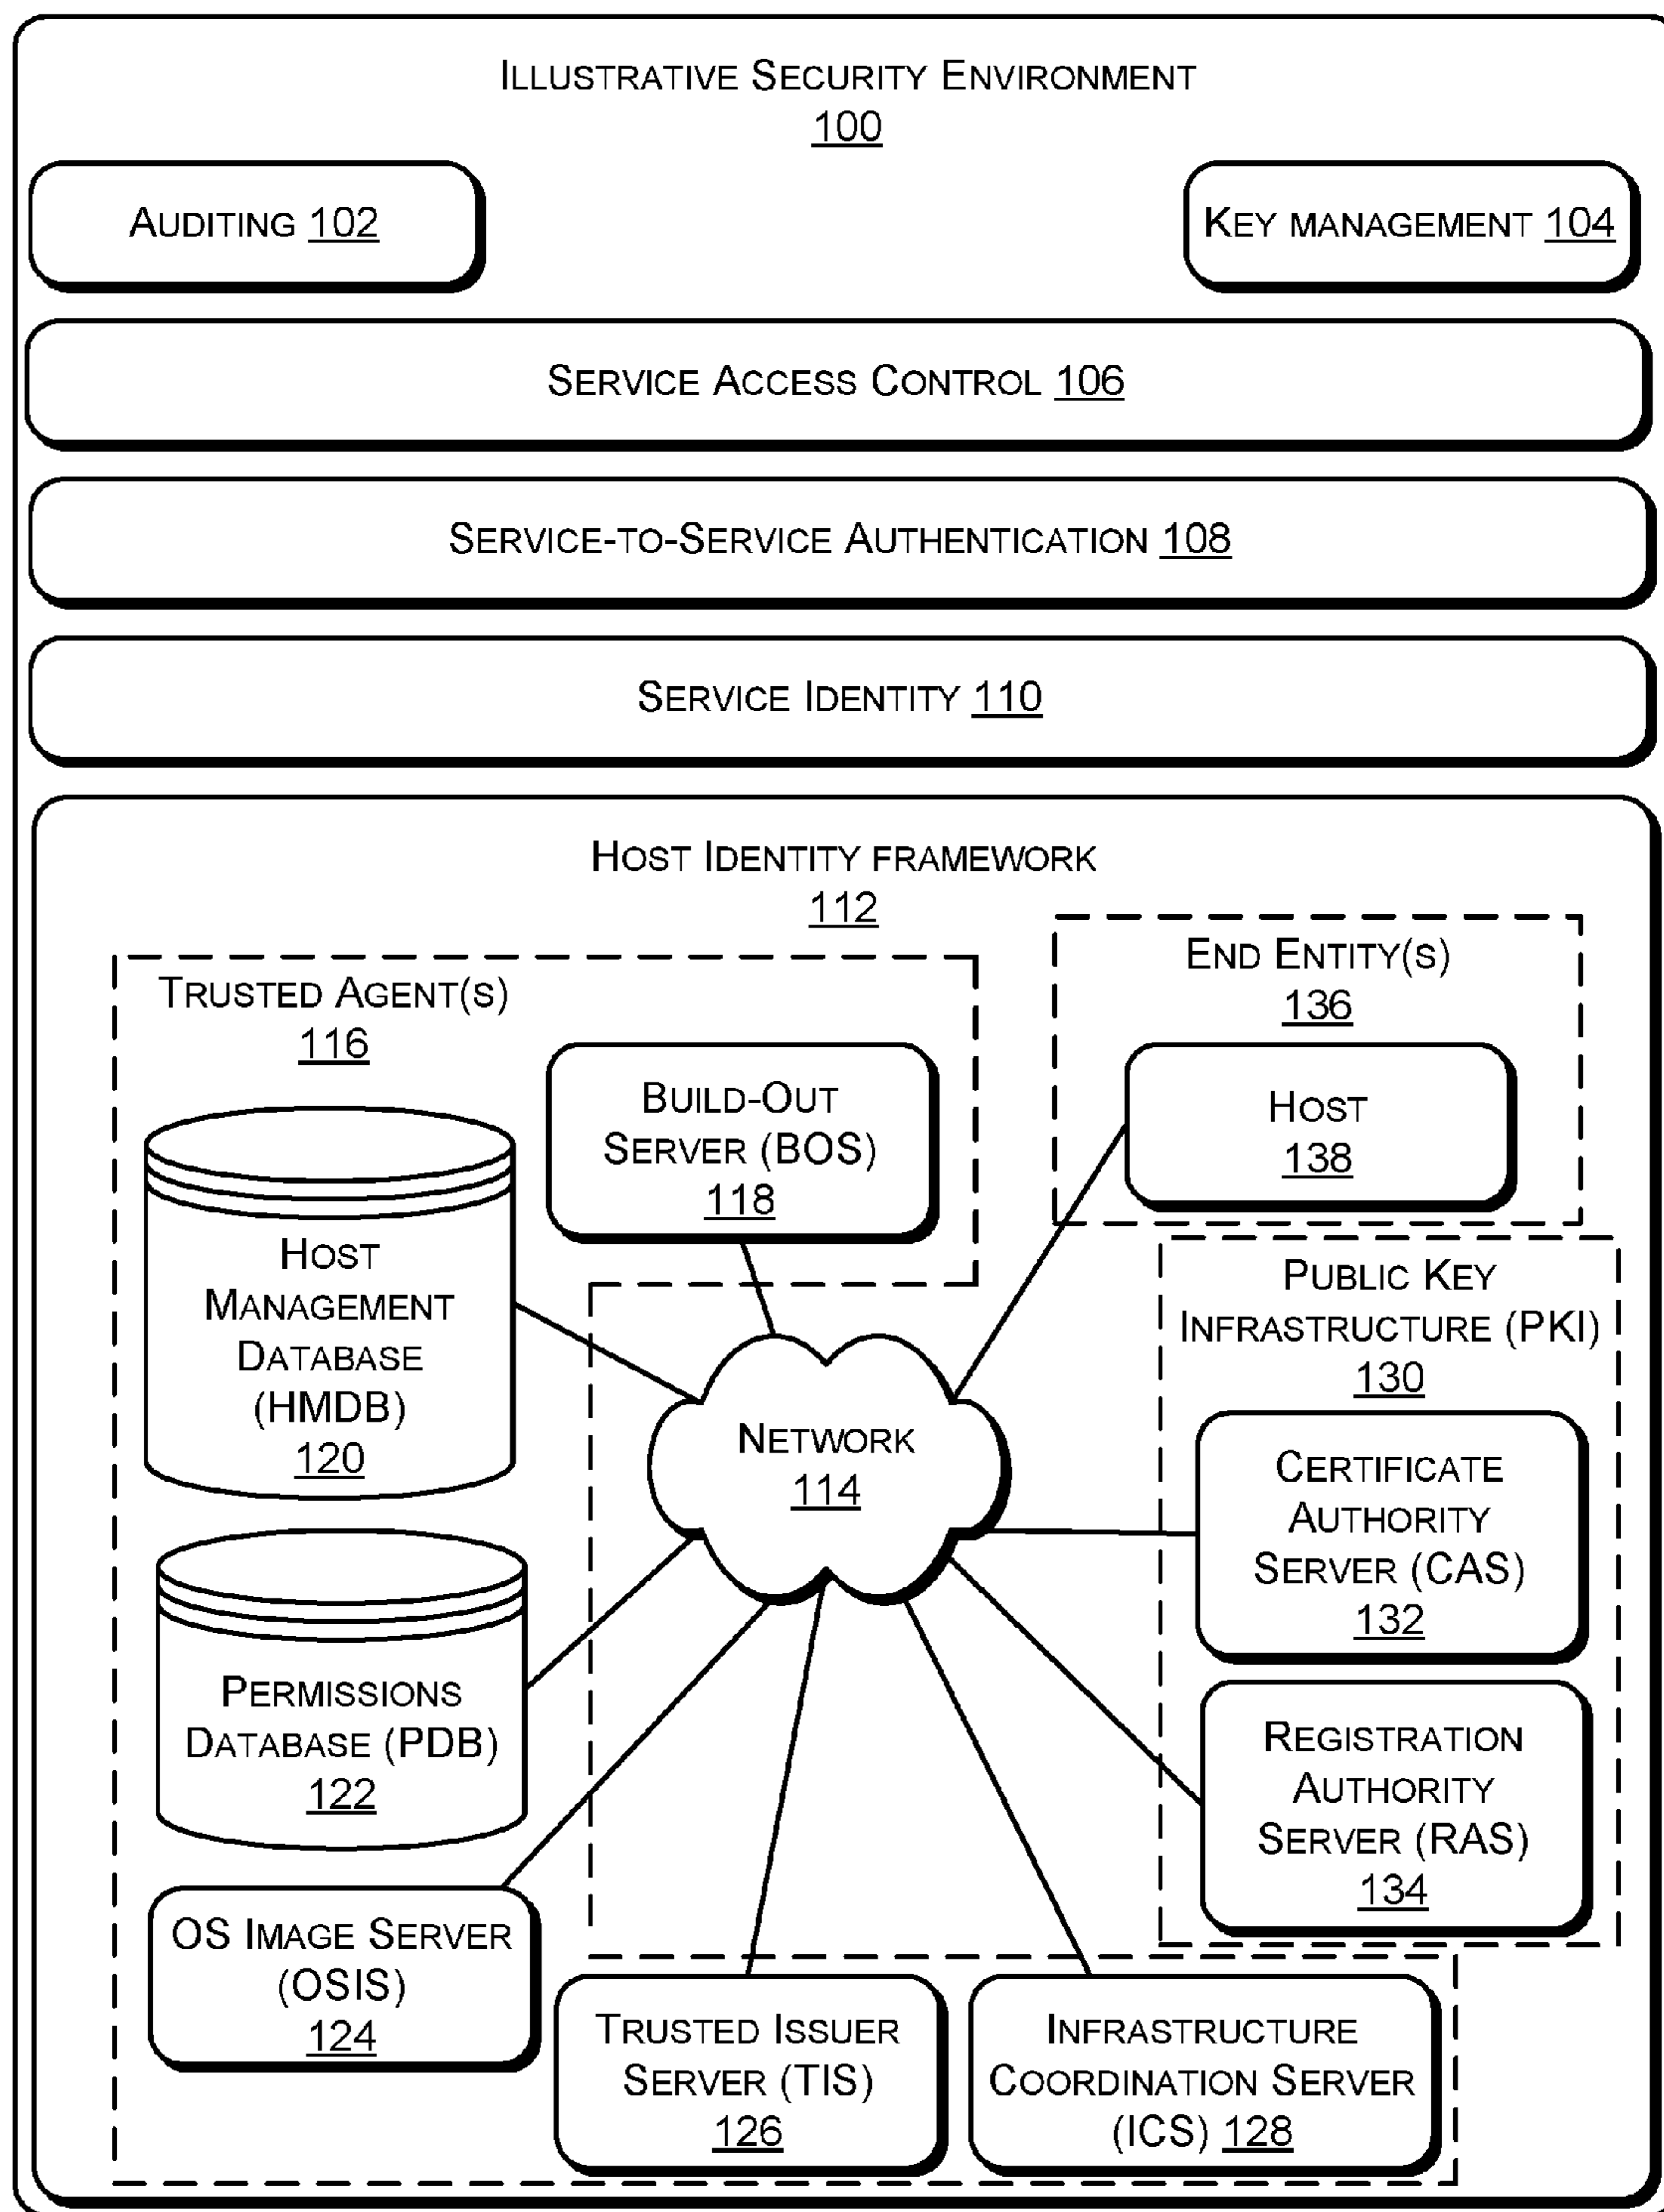 ILLUSTRATIVE SECURITY ENVIRONMENT
100
AUDITING 102
KEY MANAGEMENT 104
SERVICE ACCESS CONTROL 106
SERVICE-TO-SERVICE AUTHENTICATION 108
SERVICE IDENTITY 110
HOST IDENTITY FRAMEWORK
112
TRUSTED AGENT(S)
116
BUILD-OUT
SERVER (BOS)
118
END ENTITY(S)
136
HOST
138
HOST
MANAGEMENT
DATABASE
(HMDB)
120
PUBLIC KEY
INFRASTRUCTURE (PKI)
130
NETWORK
114
CERTIFICATE
AUTHORITY
SERVER (CAS)
132
PERMISSIONS
DATABASE (PDB)
122
REGISTRATION
AUTHORITY
SERVER (RAS)
134
OS IMAGE SERVER
(OSIS)
124
TRUSTED ISSUER
SERVER (TIS)
126
INFRASTRUCTURE
COORDINATION SERVER
(ICS) 128